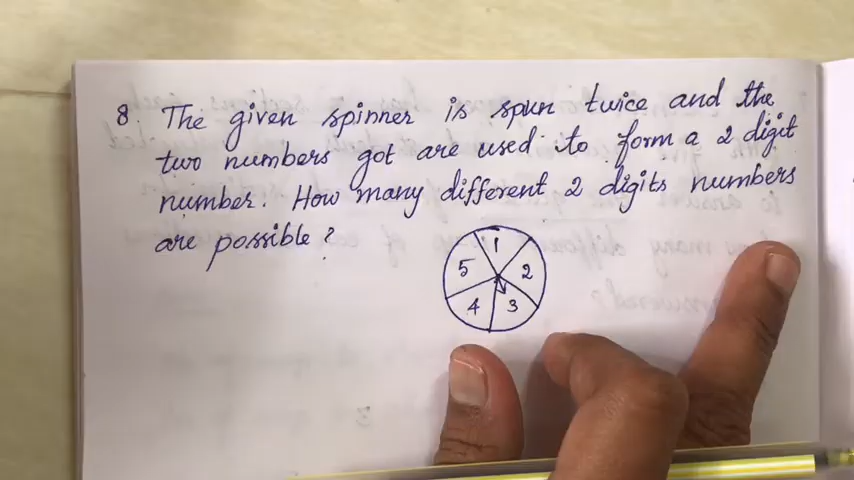 8. The given spinner is spun twice and the
two numbers got are used to form a 2 digit
number. How many different 2 digits numbers
are possible?
1
5 2
4 3